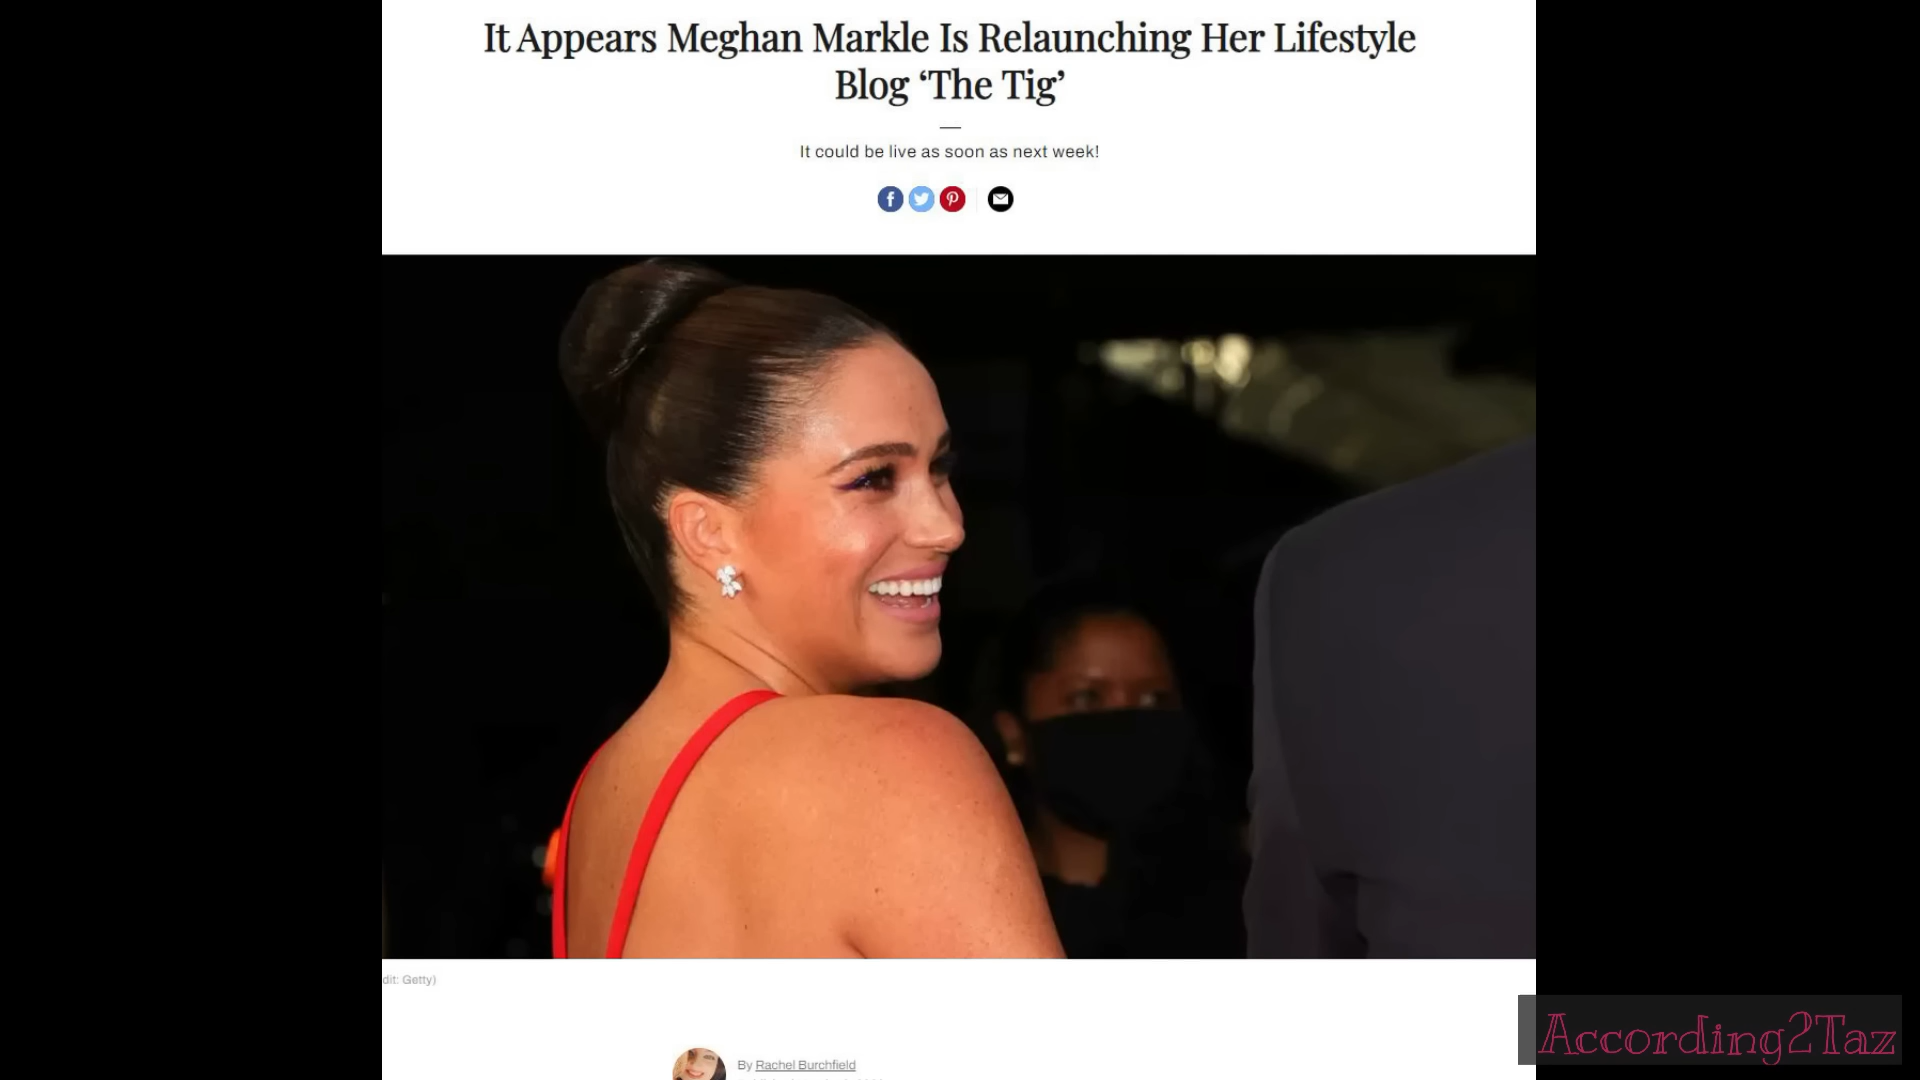 It Appears Meghan Markle Is Relaunching Her Lifestyle
Blog ‘The Tig’
It could be live as soon as next week!
dit: Getty)
By Rachel Burchfield
According2Taz